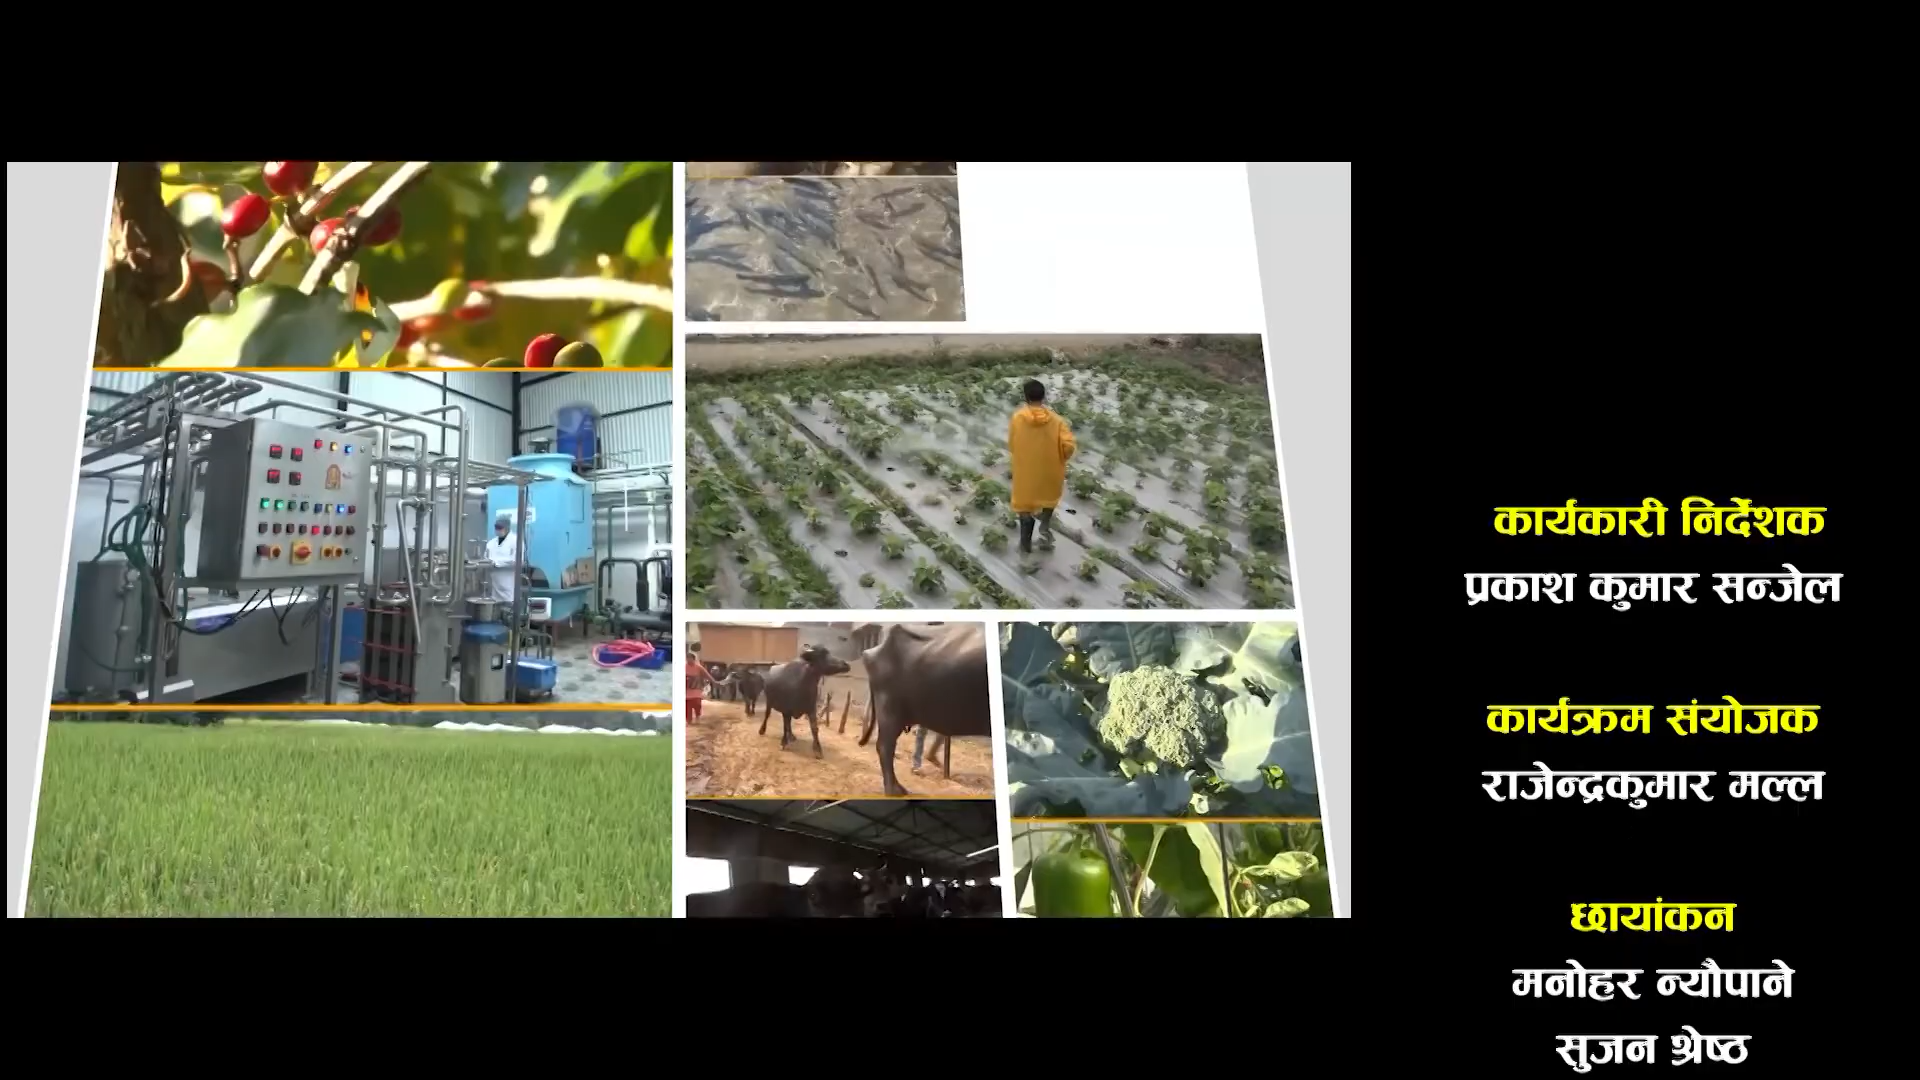 कार्यकारी निर्देशक
प्रकाश कुमार सन्जेल
कार्यक्रम संयोजक
राजेन्द्रकुमार मल्ल
छायांकन
मनोहर न्यौपाने
सुजन श्रेष्ठ